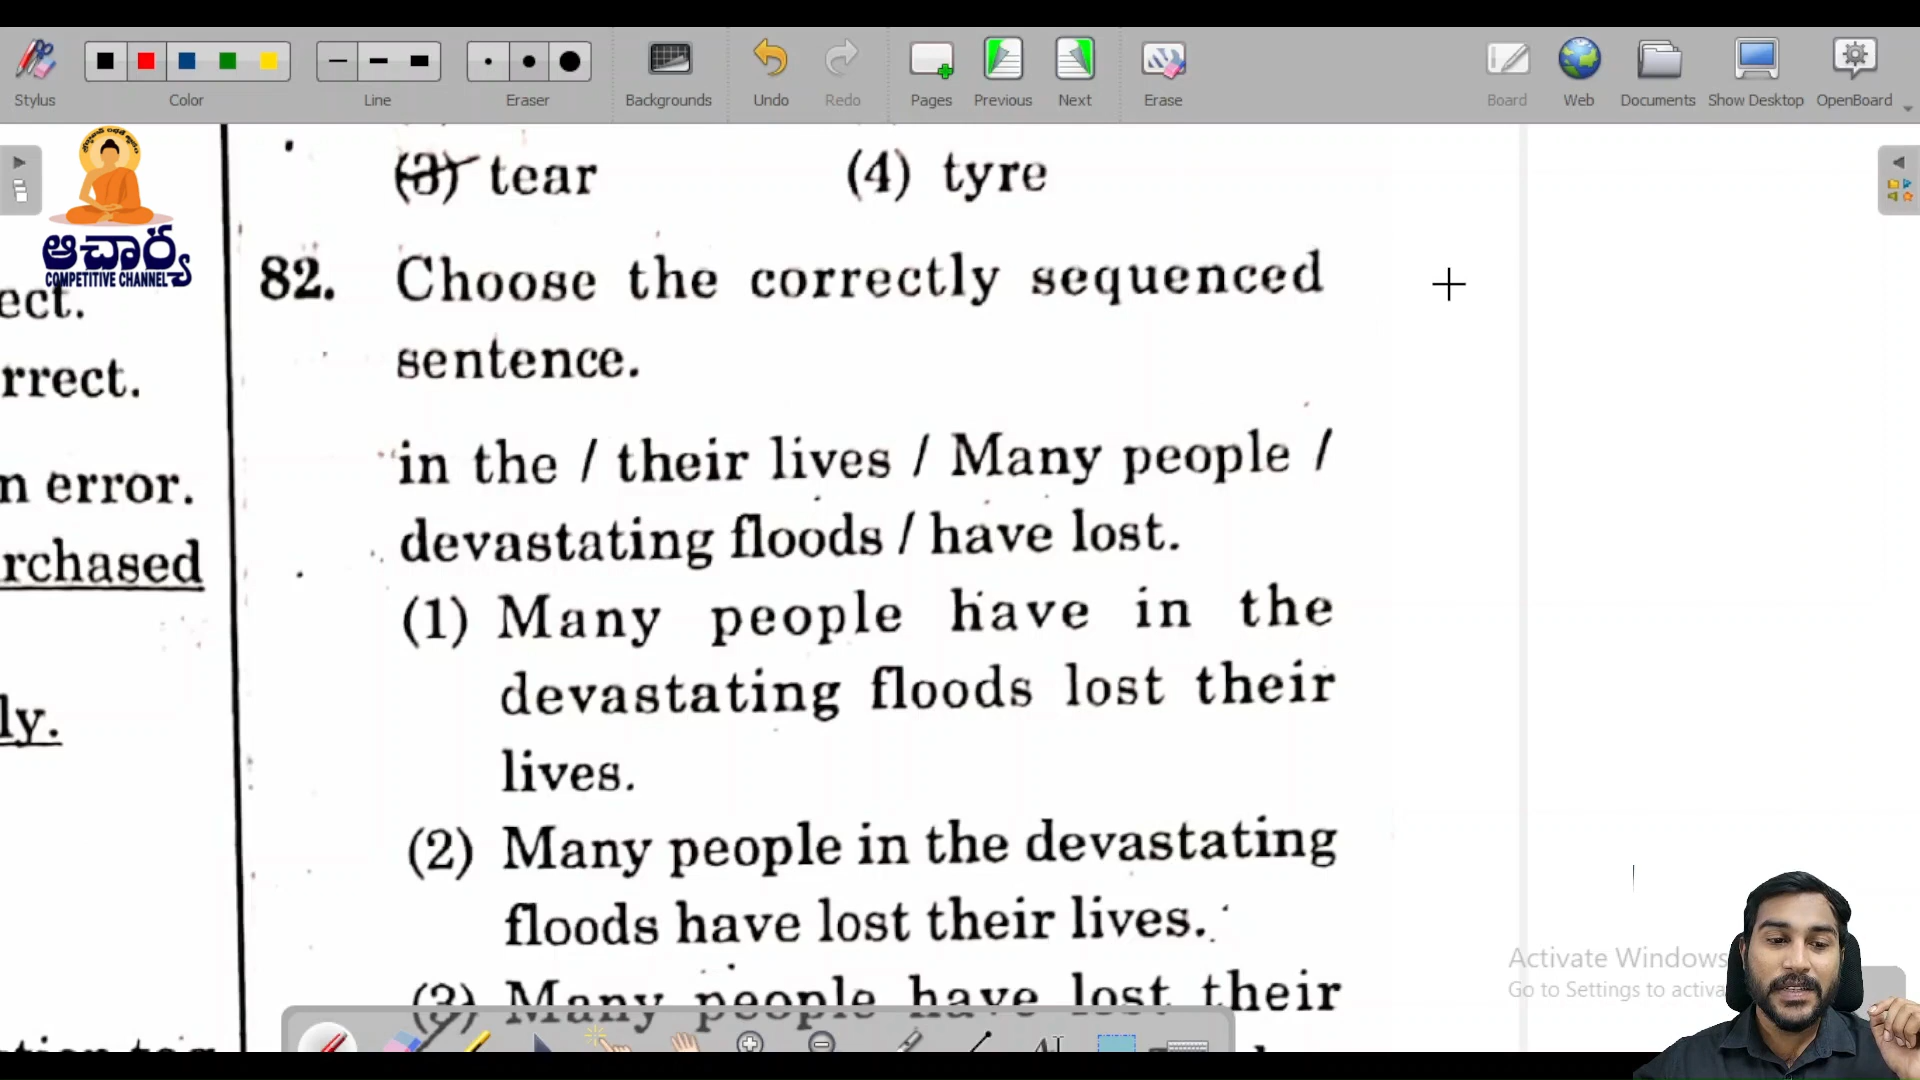 Stylus
Color
Line
Eraser
Backgrounds
Undo
Redo
Pages
Previous
Next
Erase
Board
Web
Documents
Show Desktop
OpenBoard
ఆచార్య
COMPETITIVE CHANNEL
ect.
rrect.
n error.
rchased
ly.
(3) tear (4) tyre
82. Choose the correctly sequenced
sentence.
in the / their lives / Many people /
devastating floods / have lost.
(1) Many people have in the
devastating floods lost their
lives.
(2) Many people in the devastating
floods have lost their lives.
(3) Many people have lost their
Activate Windows
Go to Settings to activa